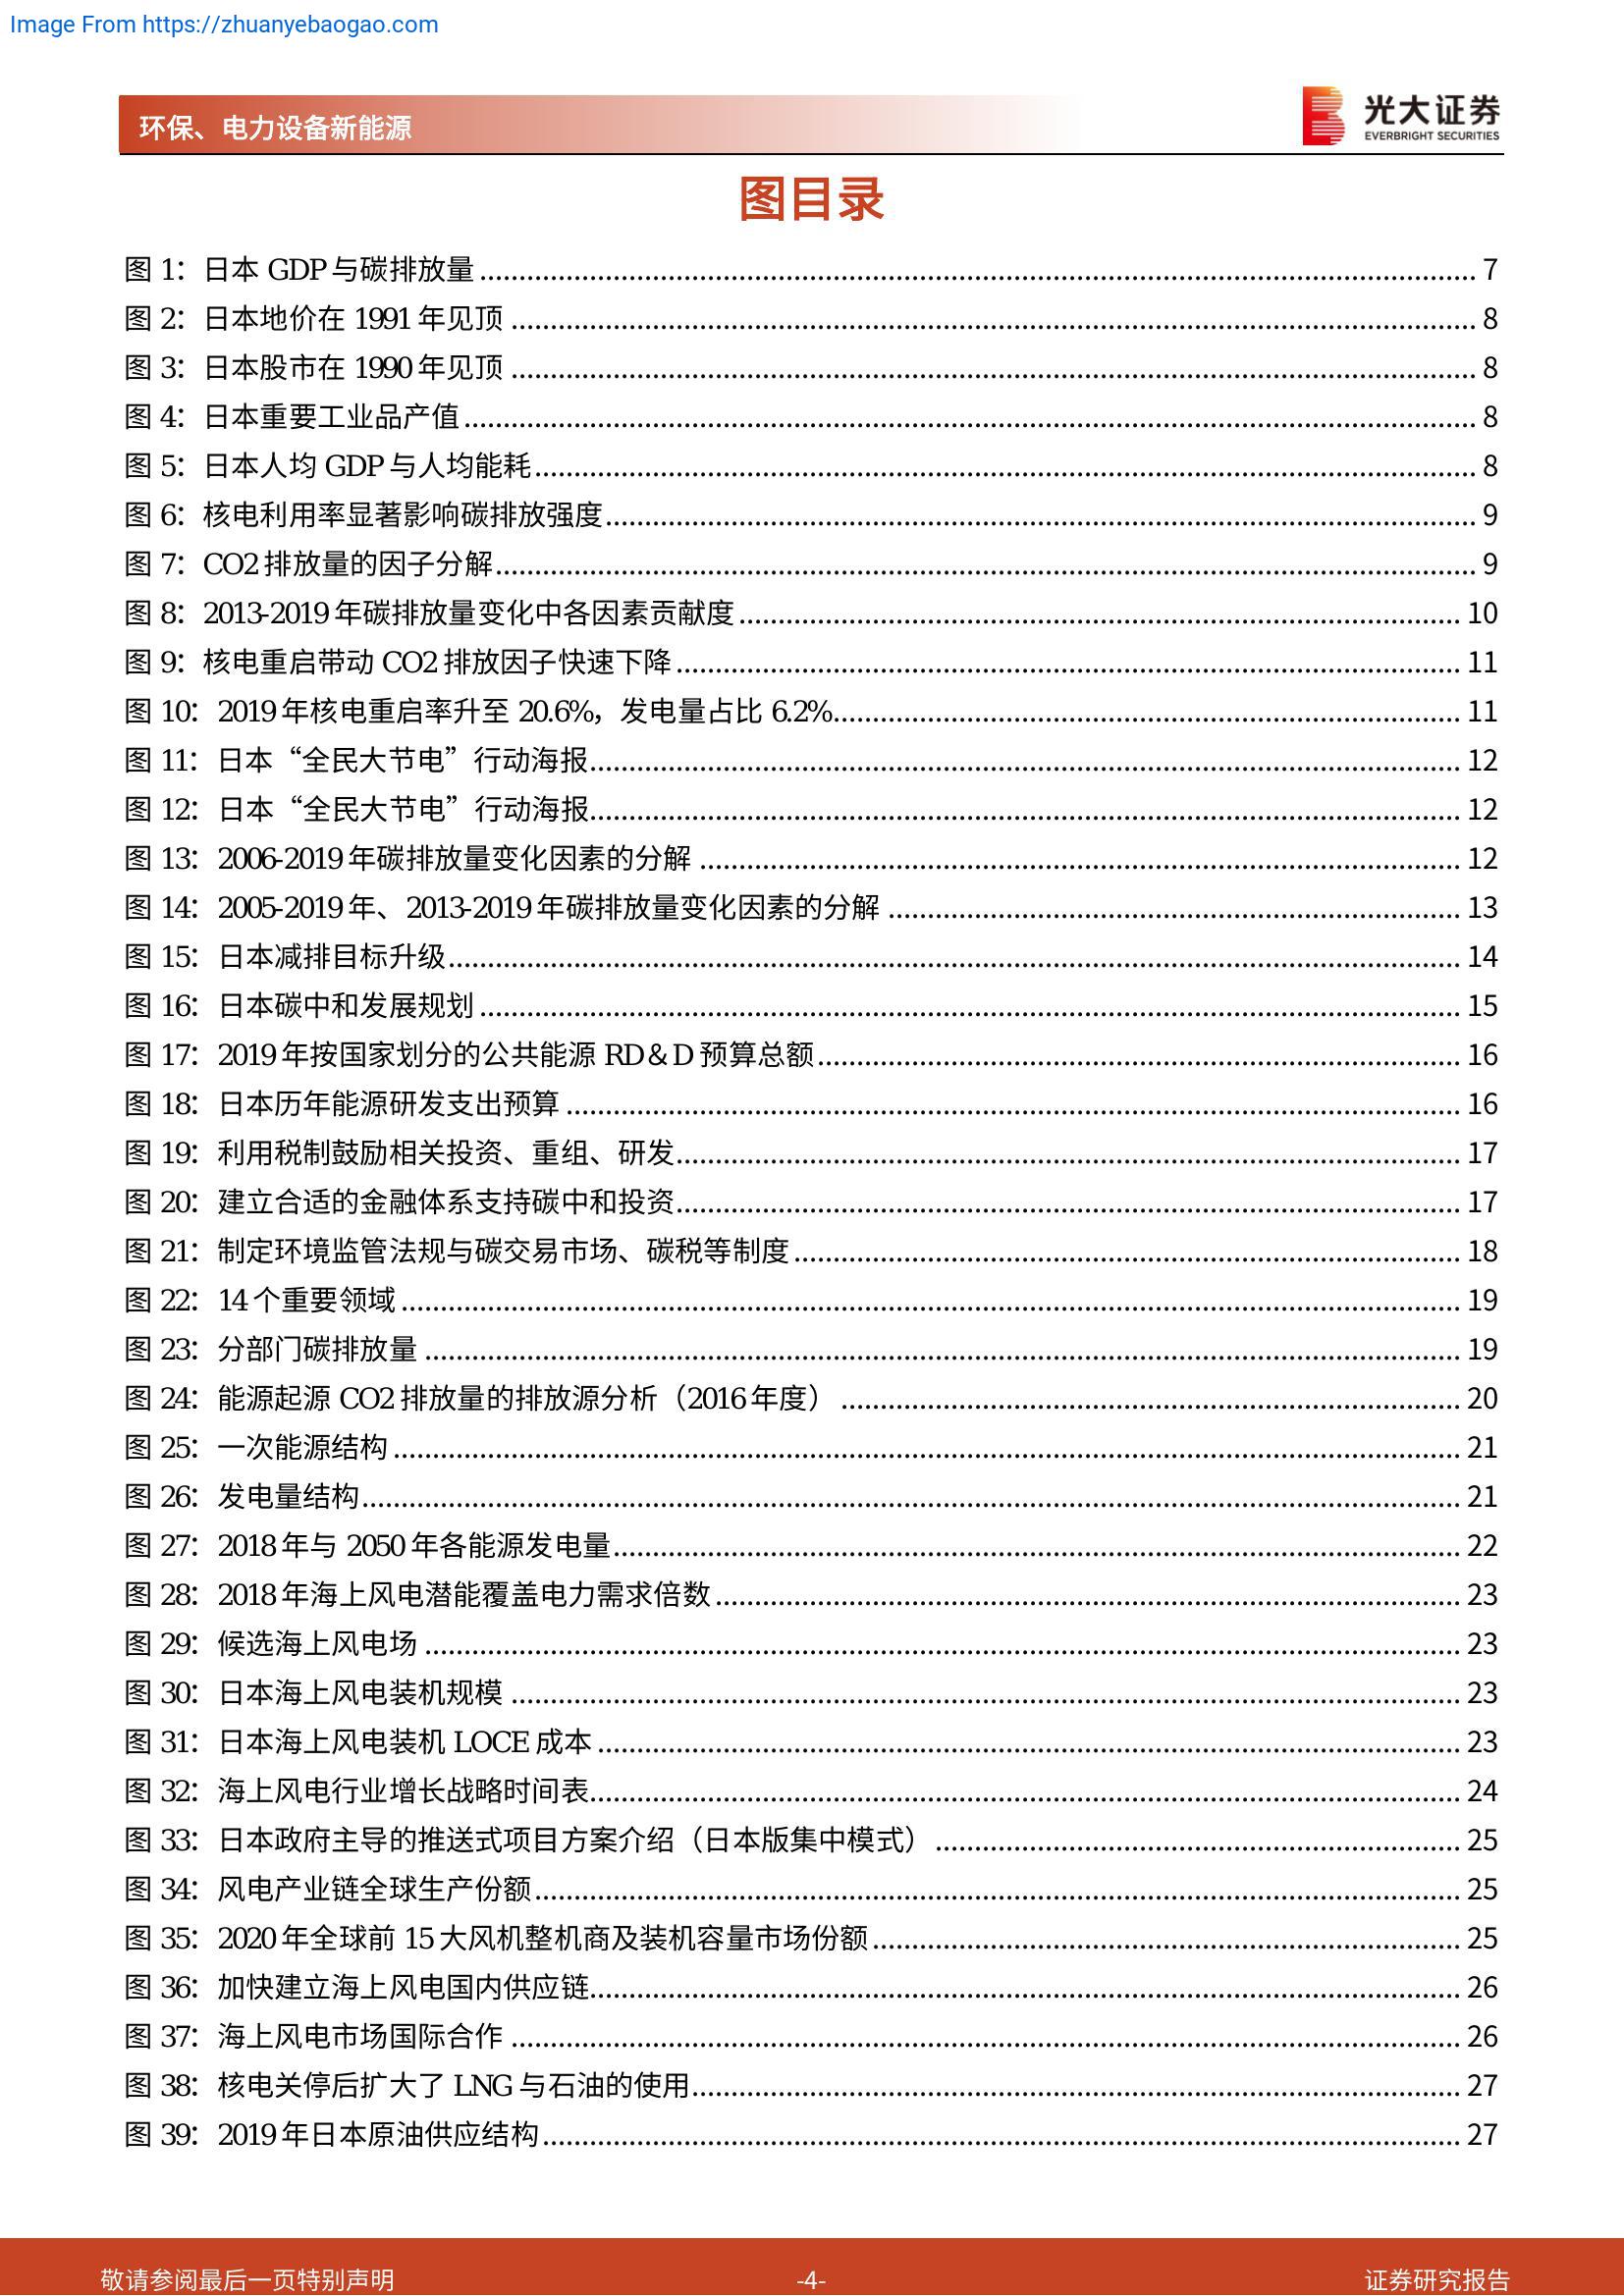 Image From https://zhuanyebaogao.com
环保、电力设备新能源
光大证券
EVERBRIGHT SECURITIES
图目录
图 1：日本 GDP 与碳排放量 7
图 2：日本地价在 1991 年见顶 8
图 3：日本股市在 1990 年见顶 8
图 4：日本重要工业品产值 8
图 5：日本人均 GDP 与人均能耗 8
图 6：核电利用率显著影响碳排放强度 9
图 7：CO2 排放量的因子分解 9
图 8：2013-2019 年碳排放量变化中各因素贡献度 10
图 9：核电重启带动 CO2 排放因子快速下降 11
图 10：2019 年核电重启率升至 20.6%，发电量占比 6.2% 11
图 11：日本“全民大节电”行动海报 12
图 12：日本“全民大节电”行动海报 12
图 13：2006-2019 年碳排放量变化因素的分解 12
图 14：2005-2019 年、2013-2019 年碳排放量变化因素的分解 13
图 15：日本减排目标升级 14
图 16：日本碳中和发展规划 15
图 17：2019 年按国家划分的公共能源 RD＆D 预算总额 16
图 18：日本历年能源研发支出预算 16
图 19：利用税制鼓励相关投资、重组、研发 17
图 20：建立合适的金融体系支持碳中和投资 17
图 21：制定环境监管法规与碳交易市场、碳税等制度 18
图 22：14 个重要领域 19
图 23：分部门碳排放量 19
图 24：能源起源 CO2 排放量的排放源分析（2016 年度） 20
图 25：一次能源结构 21
图 26：发电量结构 21
图 27：2018 年与 2050 年各能源发电量 22
图 28：2018 年海上风电潜能覆盖电力需求倍数 23
图 29：候选海上风电场 23
图 30：日本海上风电装机规模 23
图 31：日本海上风电装机 LOCE 成本 23
图 32：海上风电行业增长战略时间表 24
图 33：日本政府主导的推送式项目方案介绍（日本版集中模式） 25
图 34：风电产业链全球生产份额 25
图 35：2020 年全球前 15 大风机整机商及装机容量市场份额 25
图 36：加快建立海上风电国内供应链 26
图 37：海上风电市场国际合作 26
图 38：核电关停后扩大了 LNG 与石油的使用 27
图 39：2019 年日本原油供应结构 27
敬请参阅最后一页特别声明
-4-
证券研究报告